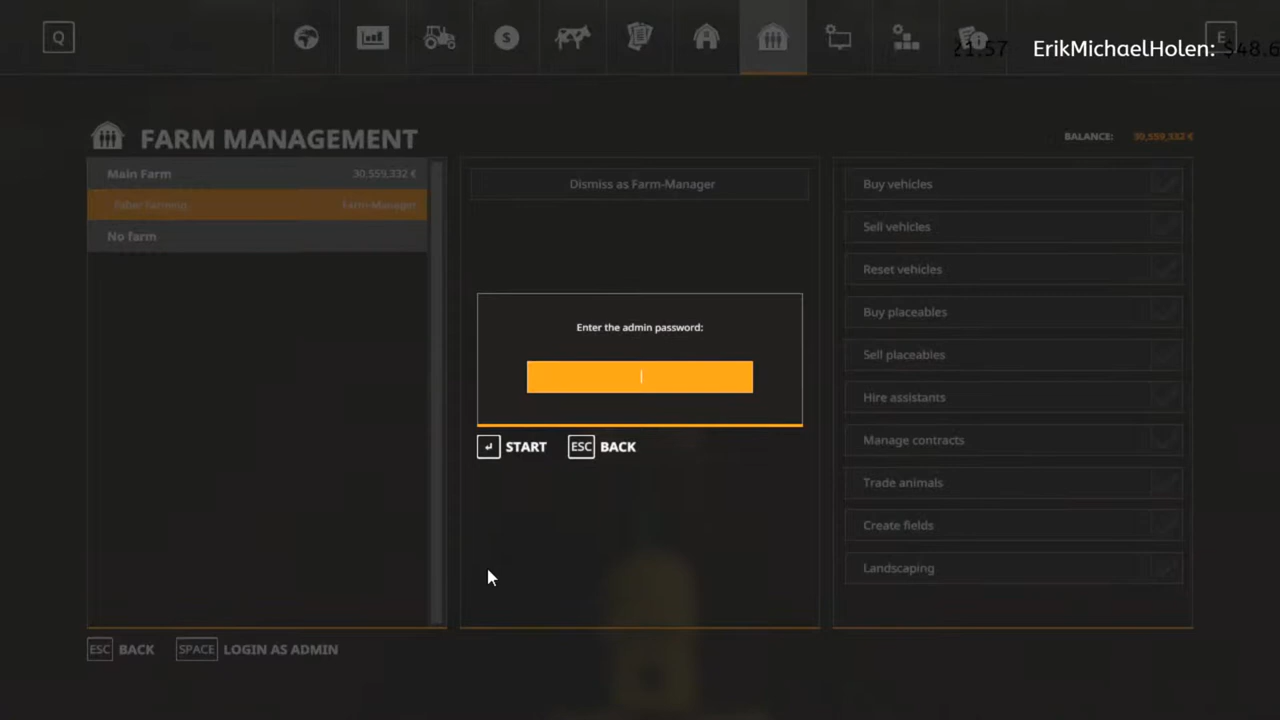 Q
E
21:57
ErikMichaelHolen:
FARM MANAGEMENT
BALANCE: 30,559,332 €
Main Farm 30,559,332 €
Farm-Manager
No farm
Dismiss as Farm-Manager
Enter the admin password:
START ESC BACK
Buy vehicles
Sell vehicles
Reset vehicles
Buy placeables
Sell placeables
Hire assistants
Manage contracts
Trade animals
Create fields
Landscaping
ESC BACK SPACE LOGIN AS ADMIN